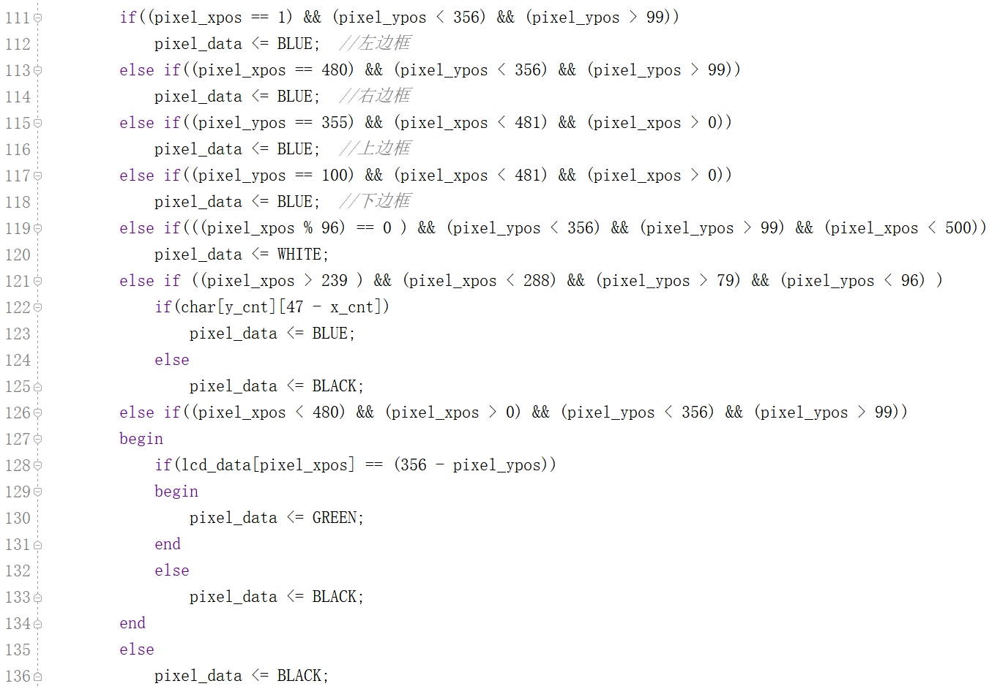 111 if((pixel_xpos == 1) && (pixel_ypos < 356) && (pixel_ypos > 99))
112 pixel_data <= BLUE;  //左边框
113 else if((pixel_xpos == 480) && (pixel_ypos < 356) && (pixel_ypos > 99))
114 pixel_data <= BLUE;  //右边框
115 else if((pixel_ypos == 355) && (pixel_xpos < 481) && (pixel_xpos > 0))
116 pixel_data <= BLUE;  //上边框
117 else if((pixel_ypos == 100) && (pixel_xpos < 481) && (pixel_xpos > 0))
118 pixel_data <= BLUE;  //下边框
119 else if(((pixel_xpos % 96) == 0 ) && (pixel_ypos < 356) && (pixel_ypos > 99) && (pixel_xpos < 500))
120 pixel_data <= WHITE;
121 else if ((pixel_xpos > 239 ) && (pixel_xpos < 288) && (pixel_ypos > 79) && (pixel_ypos < 96) )
122 if(char[y_cnt][47 - x_cnt])
123 pixel_data <= BLUE;
124 else
125 pixel_data <= BLACK;
126 else if((pixel_xpos < 480) && (pixel_xpos > 0) && (pixel_ypos < 356) && (pixel_ypos > 99))
127 begin
128 if(lcd_data[pixel_xpos] == (356 - pixel_ypos))
129 begin
130 pixel_data <= GREEN;
131 end
132 else
133 pixel_data <= BLACK;
134 end
135 else
136 pixel_data <= BLACK;